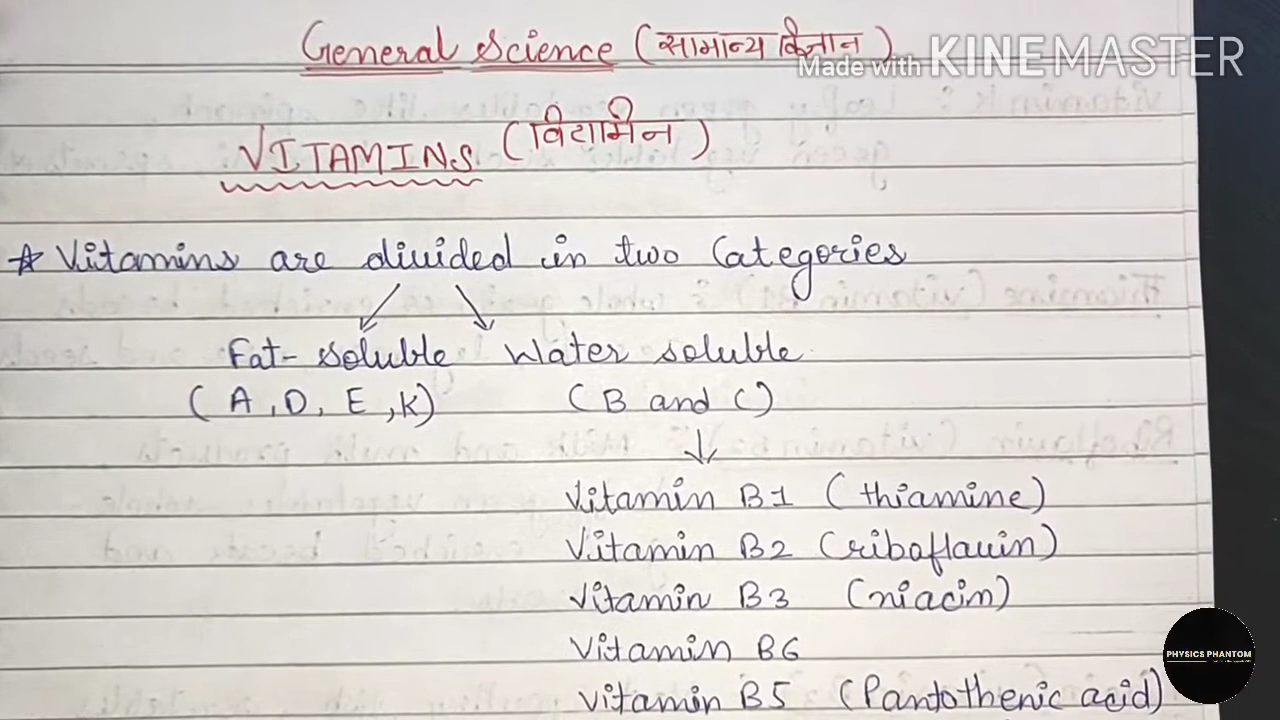 General Science (सामान्य विज्ञान)
Made with KINEMASTER
VITAMINS (विटामिन)
☆ Vitamins are divided in two Categories
Fat-soluble Water soluble
(A, D, E, K) (B and C)
Vitamin B1 (thiamine)
Vitamin B2 (riboflavin)
Vitamin B3 (niacin)
Vitamin B6
Vitamin B5 (Pantothenic acid)
PHYSICS PHANTOM